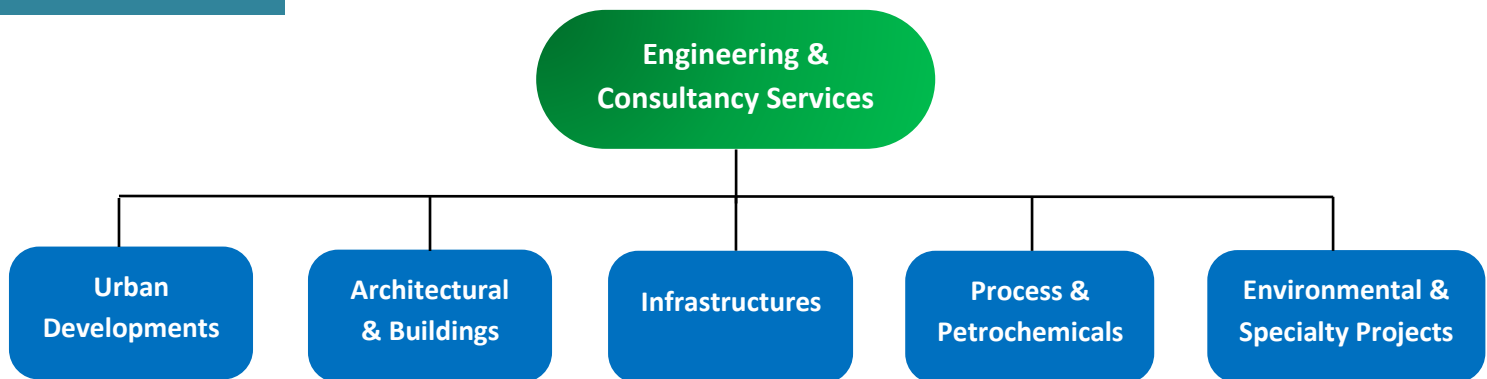 Engineering &
Consultancy Services
Urban
Developments
Architectural
& Buildings
Infrastructures
Process &
Petrochemicals
Environmental &
Specialty Projects